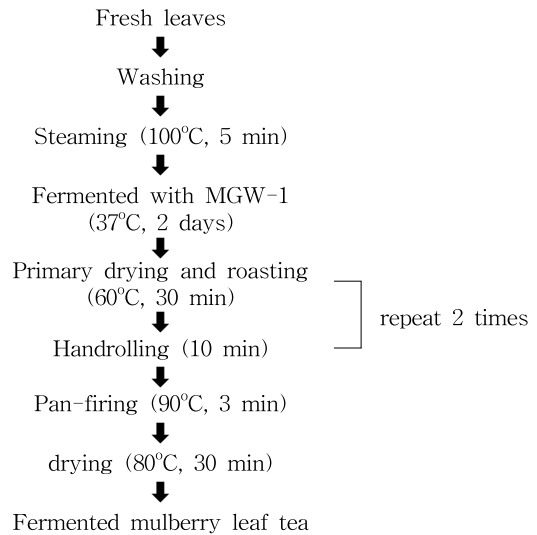 Fresh leaves
Washing
Steaming (100°C, 5 min)
Fermented with MGW-1
(37°C, 2 days)
Primary drying and roasting
(60°C, 30 min)
repeat 2 times
Handrolling (10 min)
Pan-firing (90°C, 3 min)
drying (80°C, 30 min)
Fermented mulberry leaf tea